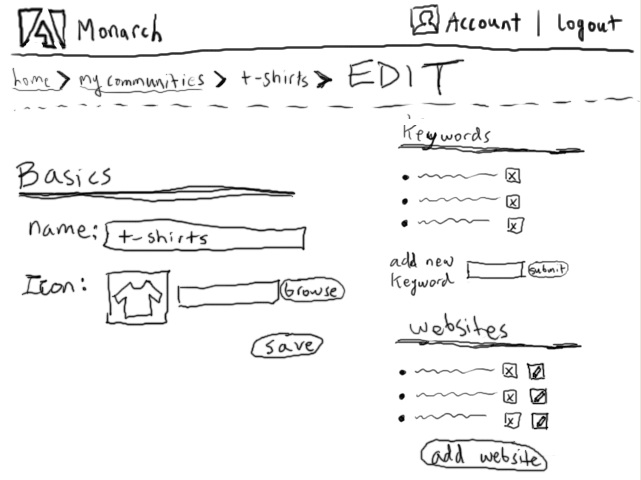 Monarch
Account | Logout
home > my communities > t-shirts > EDIT
Basics
name: t-shirts
Icon: browse
save
Keywords
x
x
x
add new
keyword submit
websites
x
x
x
add website